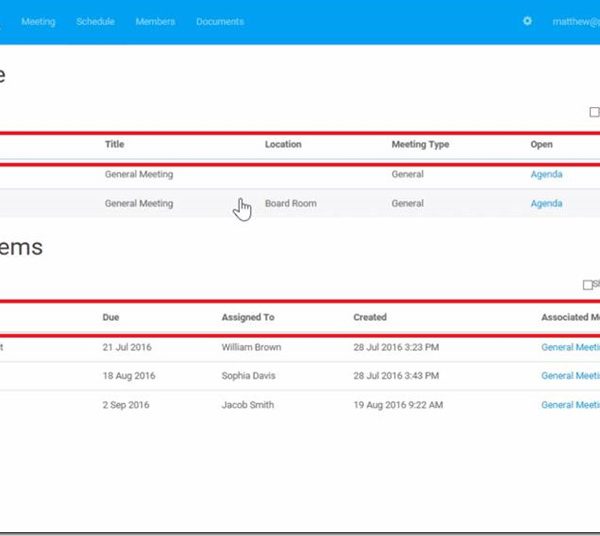 Meeting Schedule Members Documents matthew@
e
Title Location Meeting Type Open
General Meeting General Agenda
General Meeting Board Room General Agenda
ems
Due Assigned To Created Associated M
t 21 Jul 2016 William Brown 28 Jul 2016 3:23 PM General Meeti
18 Aug 2016 Sophia Davis 28 Jul 2016 3:43 PM General Meeti
2 Sep 2016 Jacob Smith 19 Aug 2016 9:22 AM General Meeti